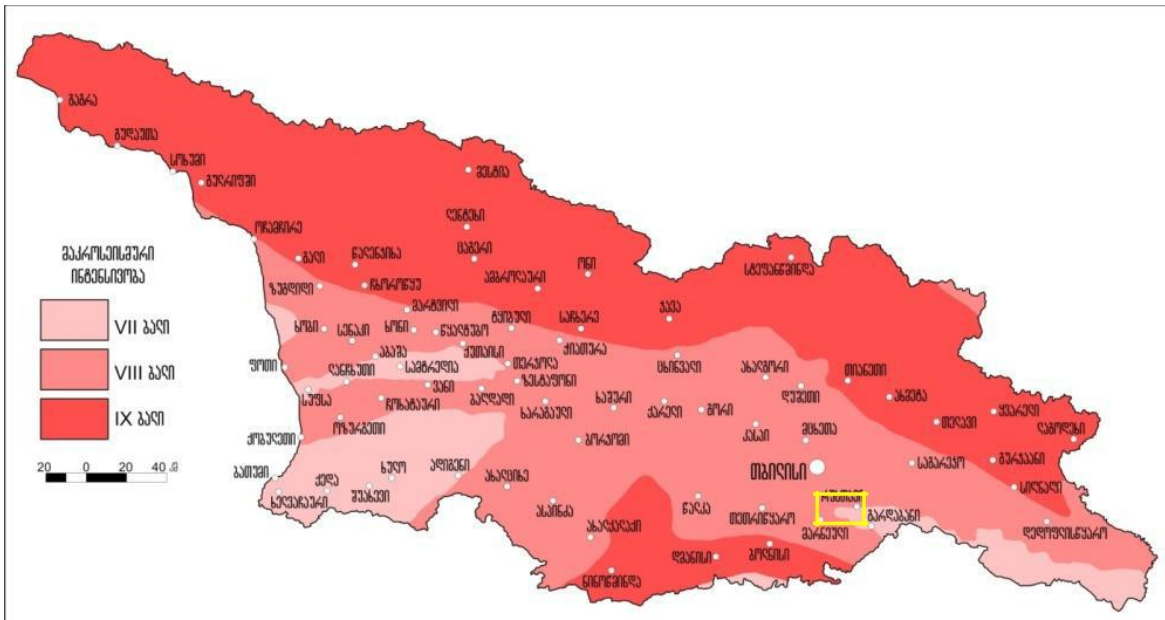 გაგრა
გუდაუთა
სოხუმი
გულრიფში
მესტია
ოჩამჩირე
ლენტეხი
გალი
წალენჯიხა
ცაგერი
ამბროლაური
ონი
სტეფანწმინდა
მაკროსეისმური
ინტენსივობა
VII ბალი
VIII ბალი
IX ბალი
20 0 20 40 კმ
ზუგდიდი
ჩხოროწყუ
მარტვილი
ტყიბული
საჩხერე
ჯავა
ხობი
სენაკი
ხონი
წყალტუბო
ქუთაისი
ჭიათურა
ცხინვალი
ახალგორი
თიანეთი
ფოთი
აბაშა
სამტრედია
თერჯოლა
ზესტაფონი
დუშეთი
ახმეტა
ლანჩხუთი
ვანი
ბაღდადი
ხარაგაული
ხაშური
ქარელი
გორი
თელავი
ყვარელი
სუფსა
ჩოხატაური
ოზურგეთი
ბორჯომი
კასპი
მცხეთა
ლაგოდეხი
ქობულეთი
ბათუმი
ქედა
ხულო
ადიგენი
ახალციხე
თბილისი
საგარეჯო
გურჯაანი
ხელვაჩაური
შუახევი
ასპინძა
წალკა
სიღნაღი
ახალქალაქი
თეთრიწყარო
რუსთავი
გარდაბანი
მარნეული
დედოფლისწყარო
ნინოწმინდა
დმანისი
ბოლნისი